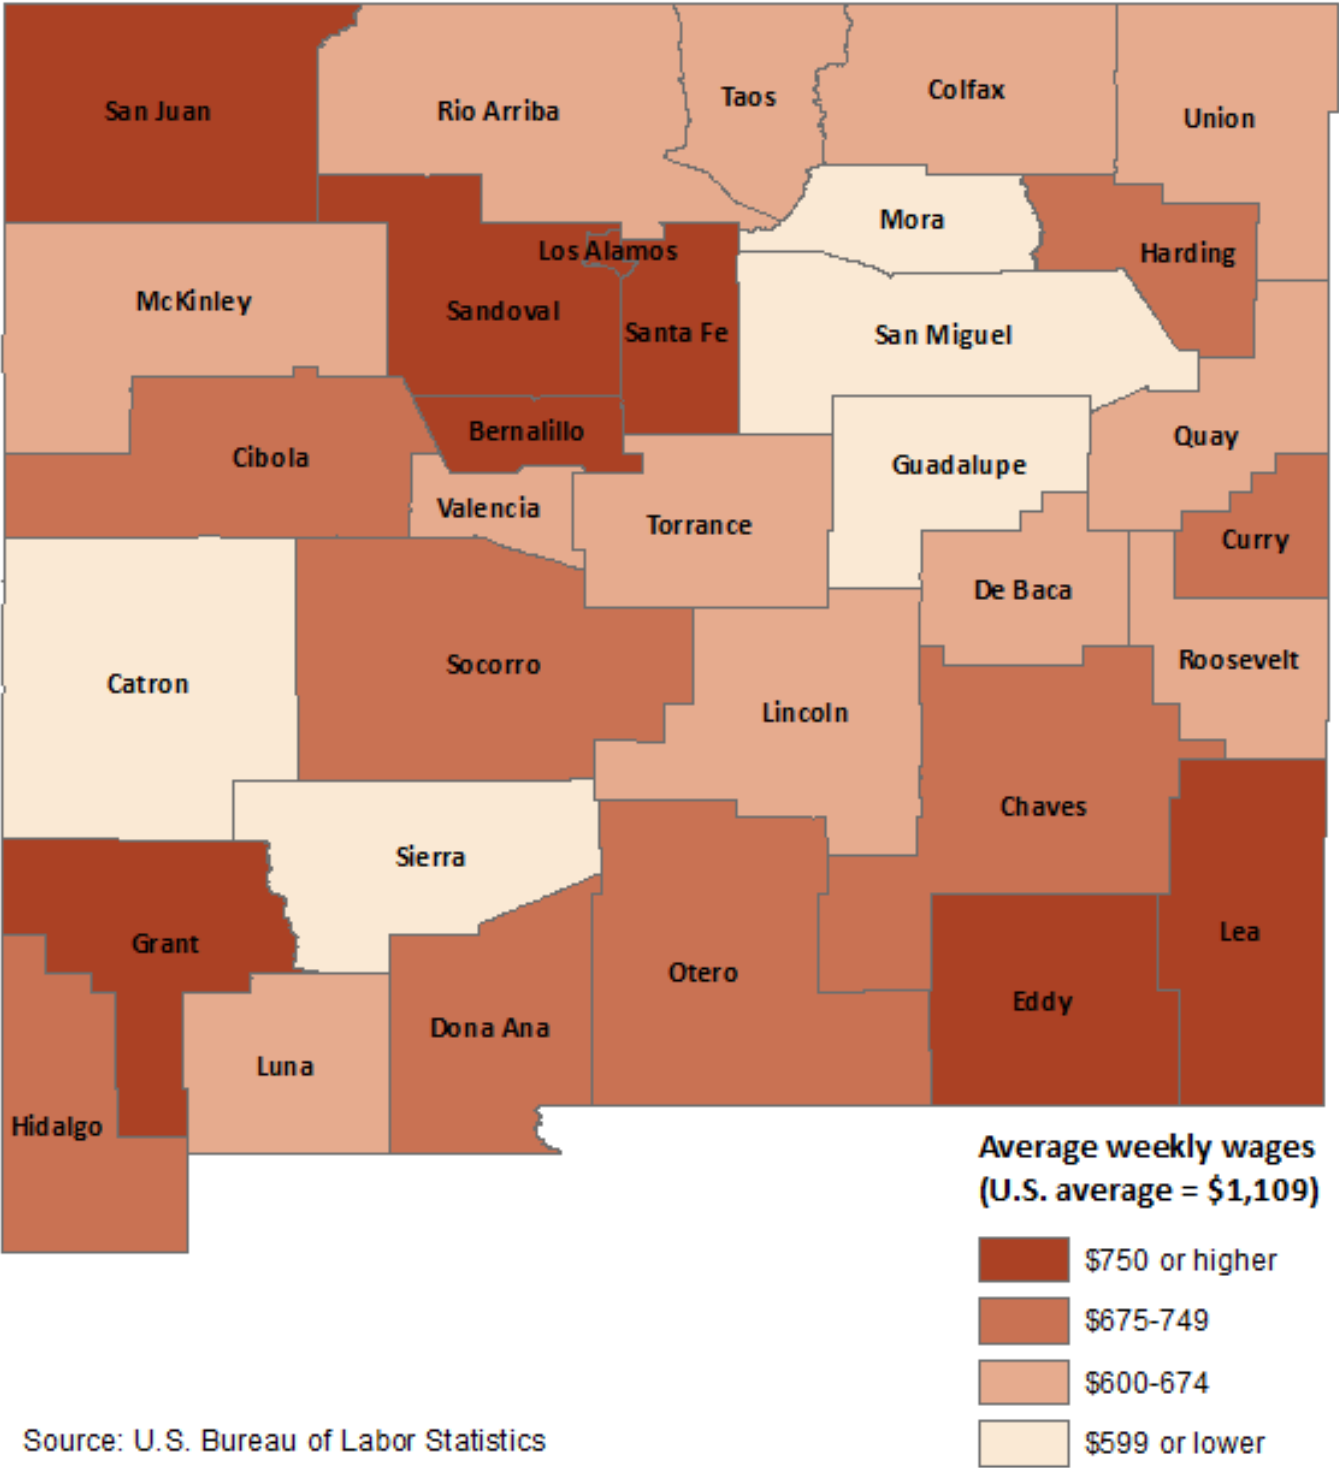 San Juan
Rio Arriba
Taos
Colfax
Union
Mora
Harding
Los Alamos
McKinley
Sandoval
Santa Fe
San Miguel
Bernalillo
Cibola
Quay
Guadalupe
Valencia
Torrance
Curry
De Baca
Catron
Socorro
Roosevelt
Lincoln
Chaves
Sierra
Grant
Lea
Otero
Eddy
Dona Ana
Luna
Hidalgo
Average weekly wages
(U.S. average = $1,109)
$750 or higher
$675-749
$600-674
$599 or lower
Source: U.S. Bureau of Labor Statistics